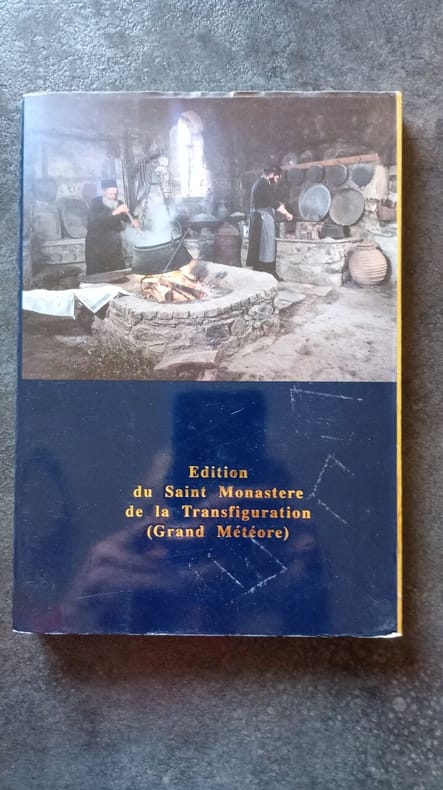 Edition
du Saint Monastere
de la Transfiguration
(Grand Météore)